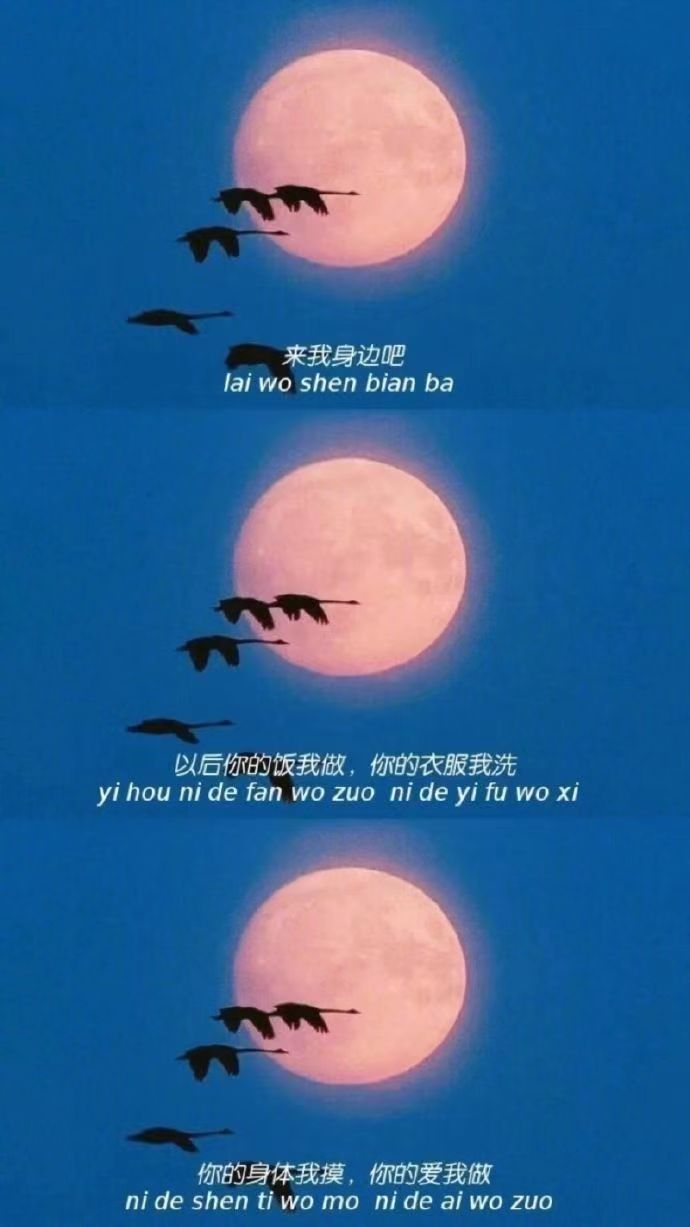 来我身边吧
lai wo shen bian ba
以后你的饭我做，你的衣服我洗
yi hou ni de fan wo zuo  ni de yi fu wo xi
你的身体我摸，你的爱我做
ni de shen ti wo mo  ni de ai wo zuo